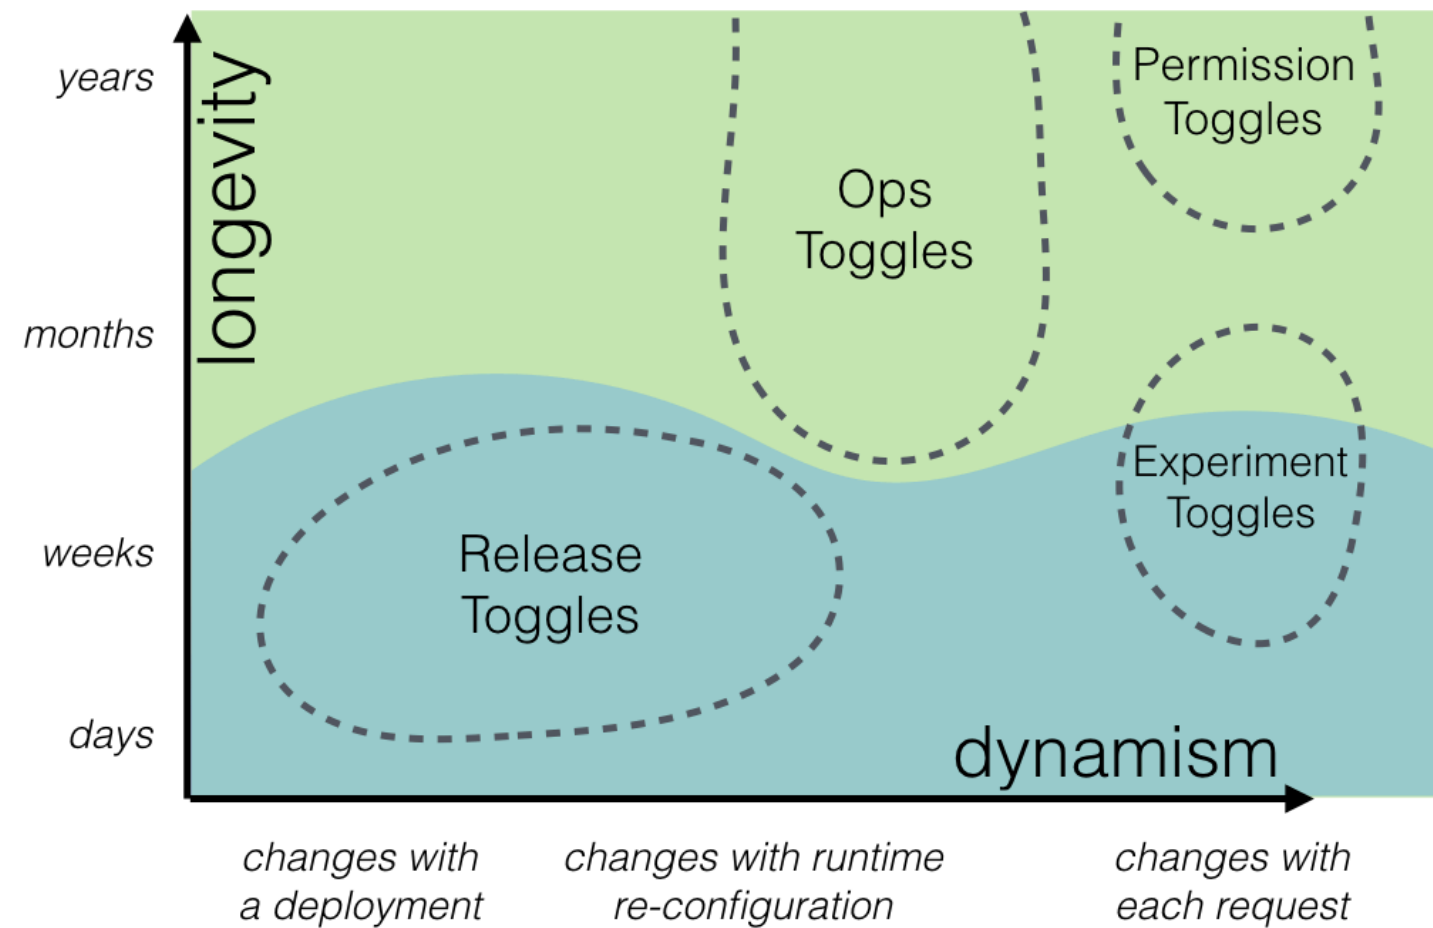 years
months
weeks
days
longevity
Permission
Toggles
Ops
Toggles
Experiment
Toggles
Release
Toggles
dynamism
changes with
a deployment
changes with runtime
re-configuration
changes with
each request